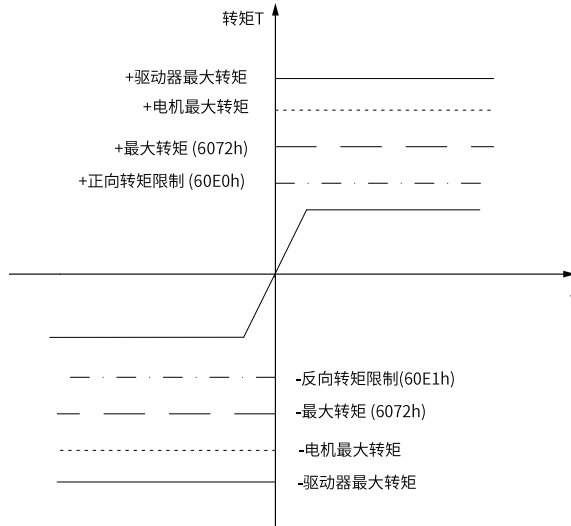 转矩T
+驱动器最大转矩
+电机最大转矩
+最大转矩 (6072h)
+正向转矩限制 (60E0h)
-反向转矩限制(60E1h)
-最大转矩 (6072h)
-电机最大转矩
-驱动器最大转矩